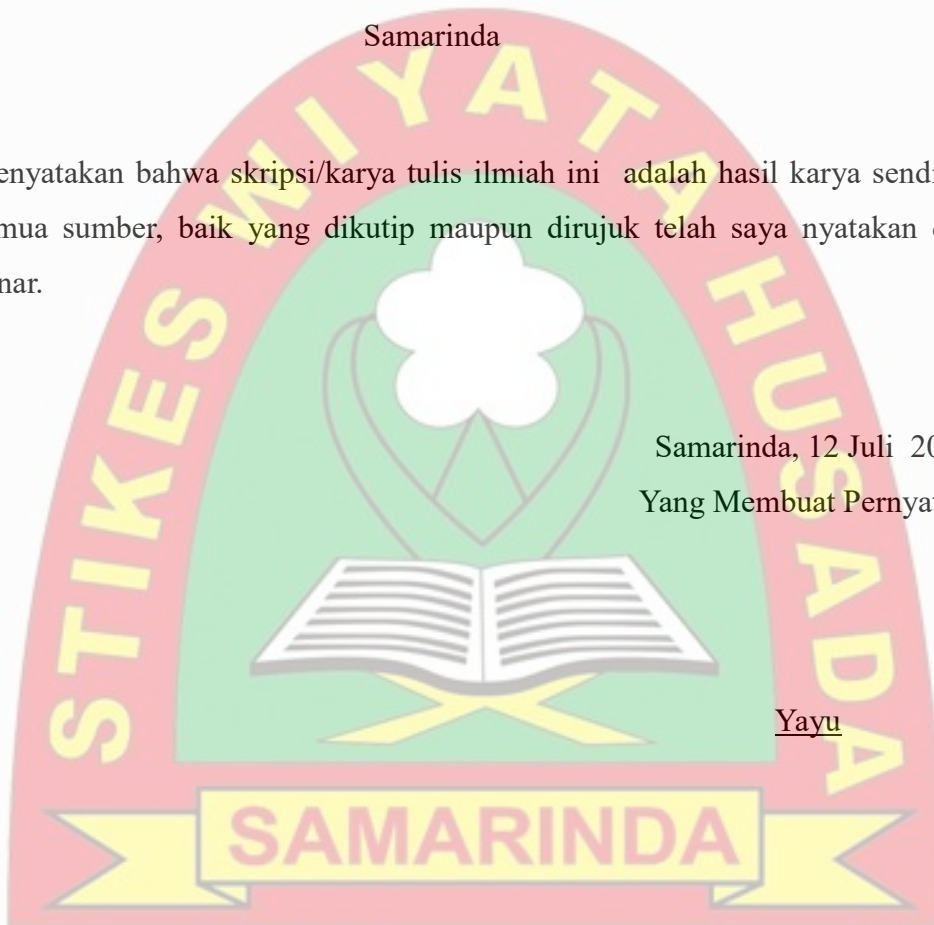 Samarinda
enyatakan bahwa skripsi/karya tulis ilmiah ini  adalah hasil karya sendi
mua sumber, baik yang dikutip maupun dirujuk telah saya nyatakan
nar.
Samarinda, 12 Juli  20
Yang Membuat Pernya
Yayu
STIKES WIYATA HUSADA
SAMARINDA